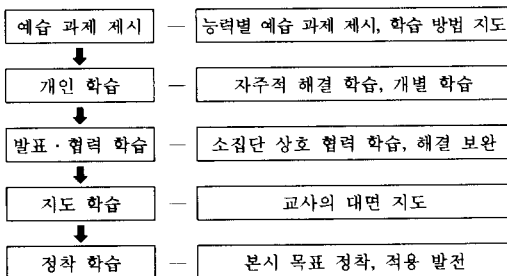 예습 과제 제시 — 능력별 예습 과제 제시, 학습 방법 지도
개인 학습 — 자주적 해결 학습, 개별 학습
발표 · 협력 학습 — 소집단 상호 협력 학습, 해결 보완
지도 학습 — 교사의 대면 지도
정착 학습 — 본시 목표 정착, 적용 발전